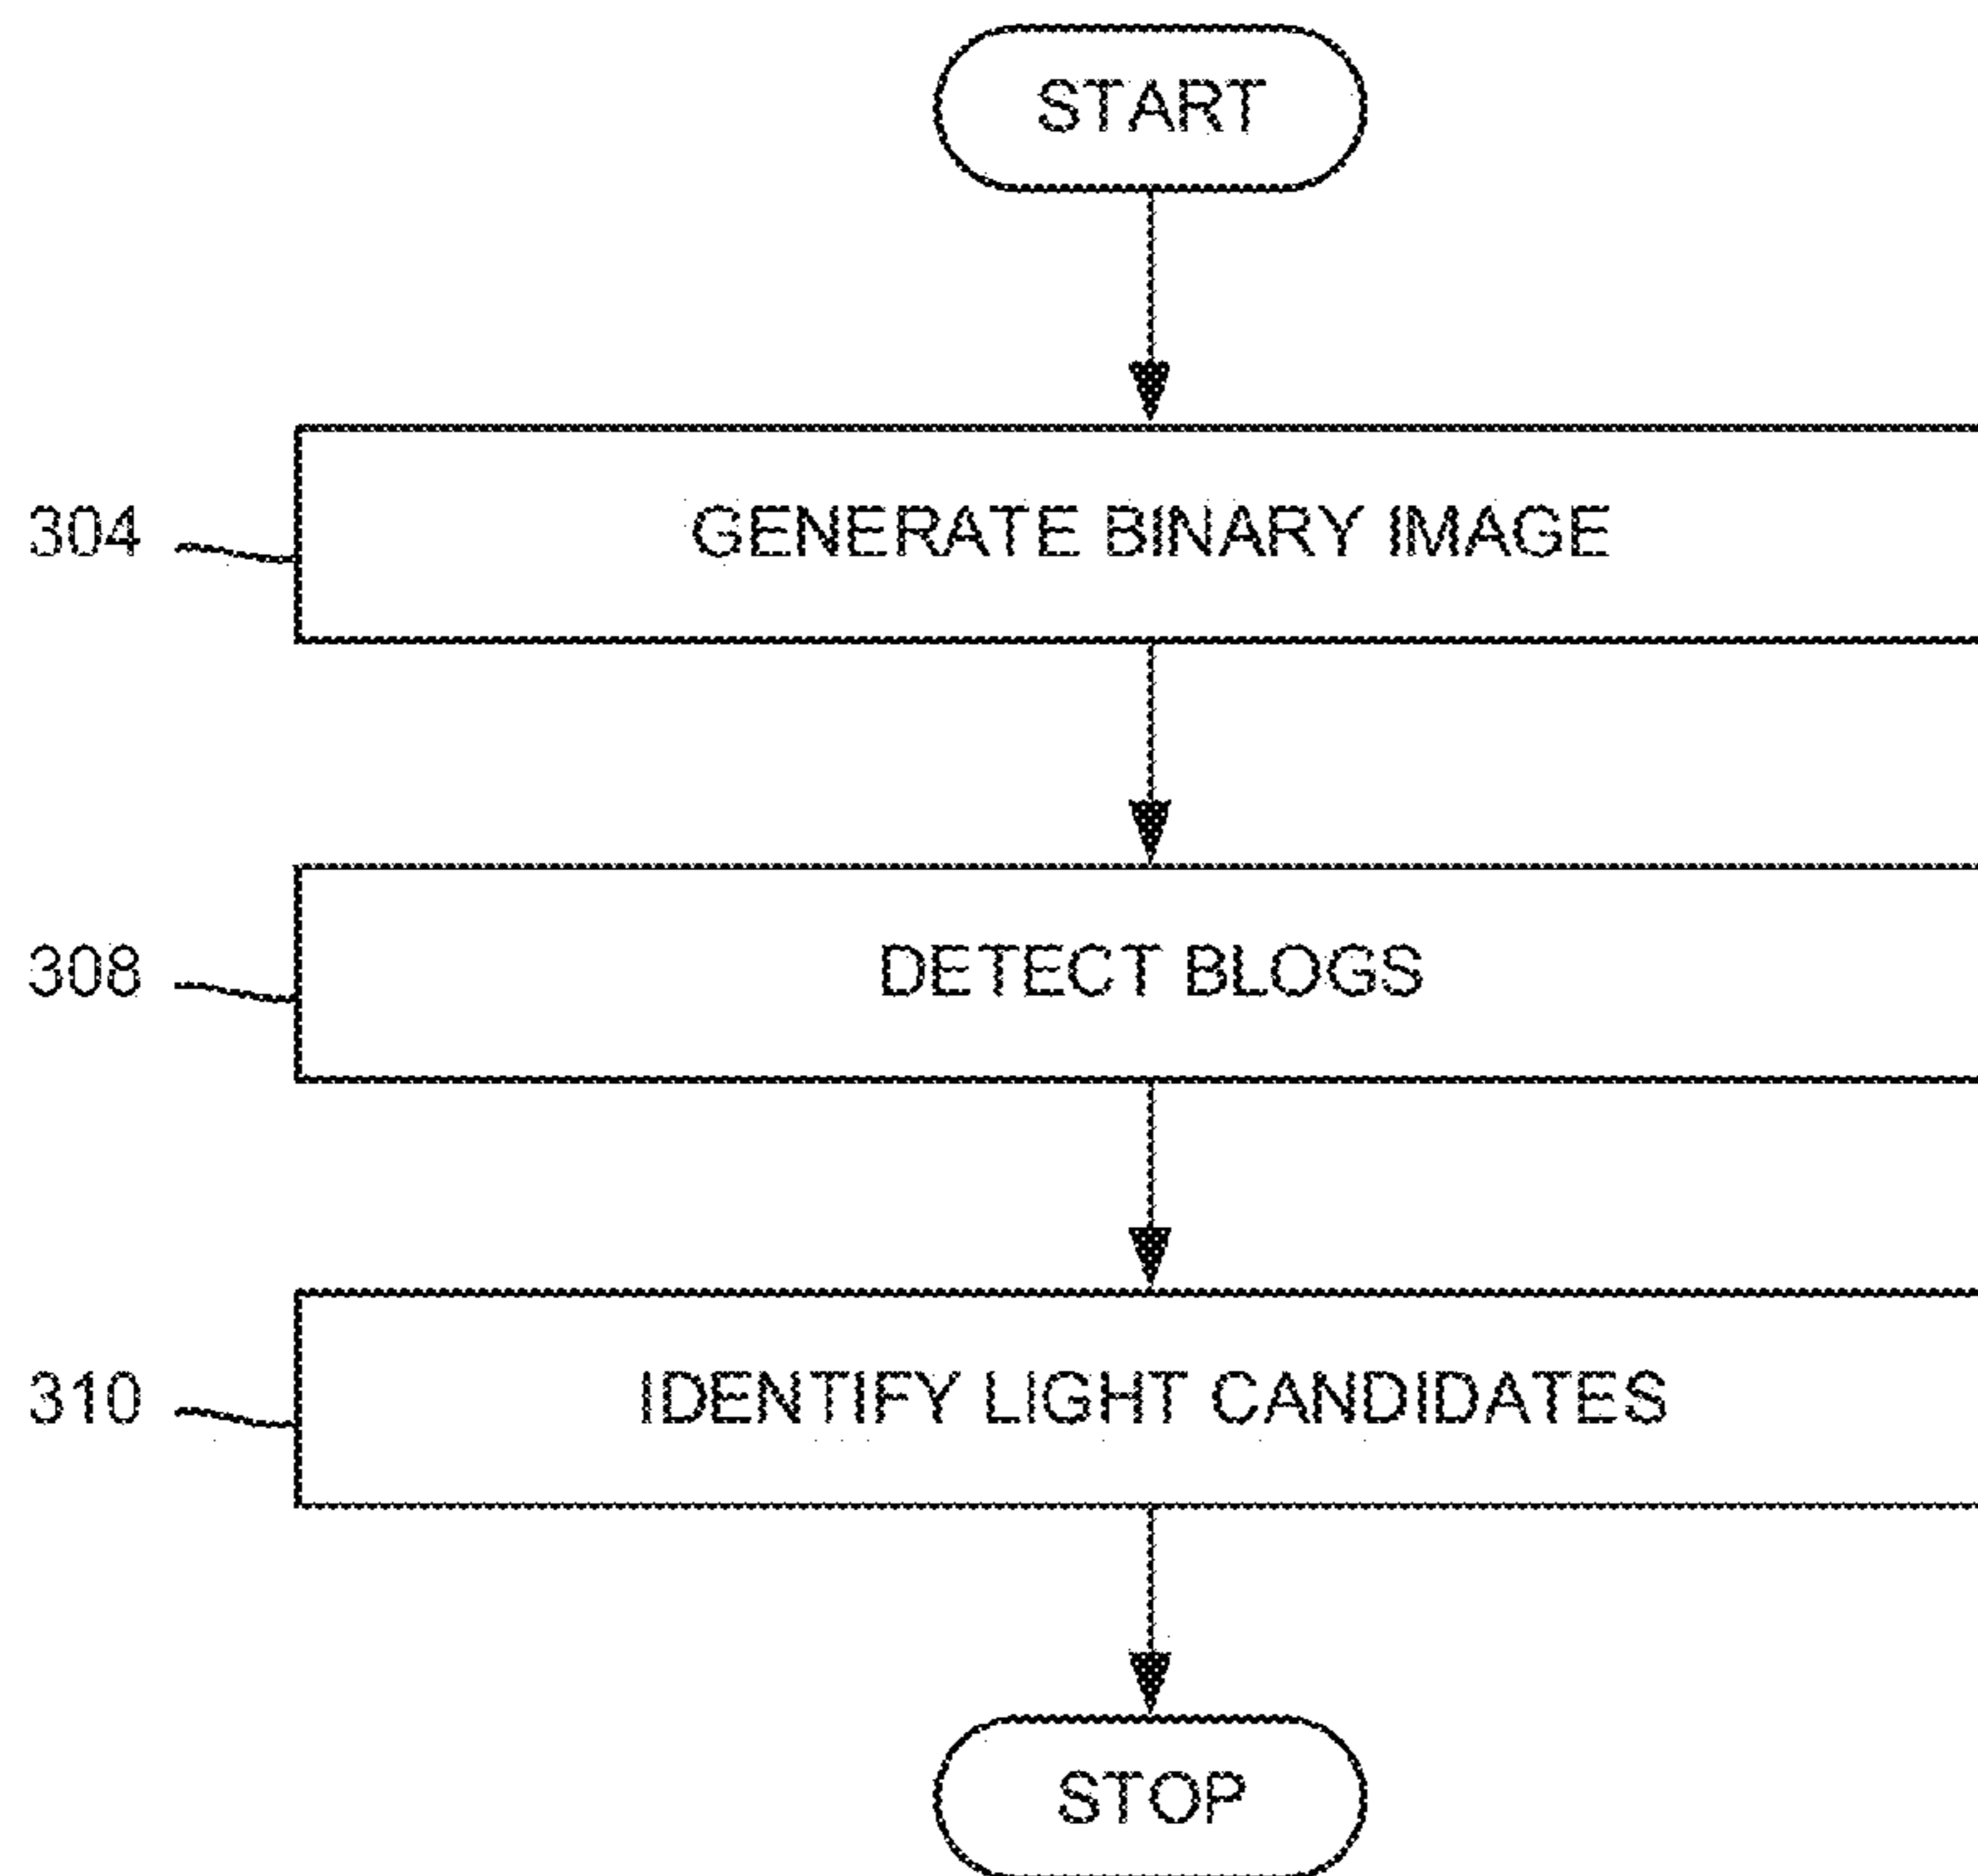 START
304 GENERATE BINARY IMAGE
308 DETECT BLOGS
310 IDENTIFY LIGHT CANDIDATES
STOP